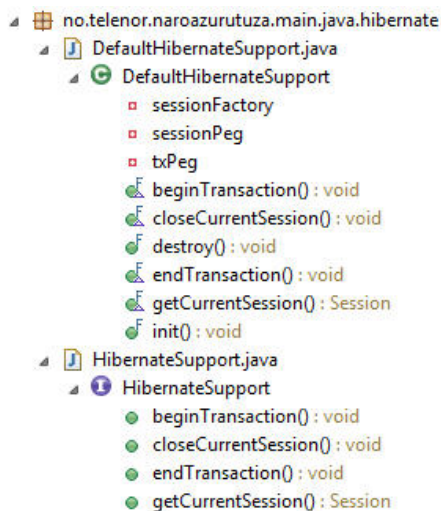 no.telenor.naroazurutuza.main.java.hibernate
DefaultHibernateSupport.java
DefaultHibernateSupport
sessionFactory
sessionPeg
txPeg
beginTransaction() : void
closeCurrentSession() : void
destroy() : void
endTransaction() : void
getCurrentSession() : Session
init() : void
HibernateSupport.java
HibernateSupport
beginTransaction() : void
closeCurrentSession() : void
endTransaction() : void
getCurrentSession() : Session